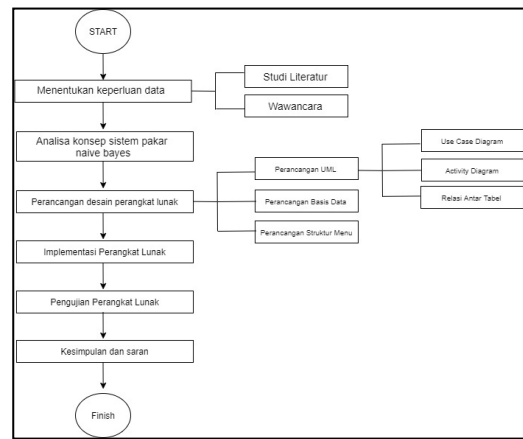 START
Menentukan keperluan data
Studi Literatur
Wawancara
Analisa konsep sistem pakar
naive bayes
Perancangan desain perangkat lunak
Perancangan UML
Perancangan Basis Data
Perancangan Struktur Menu
Use Case Diagram
Activity Diagram
Relasi Antar Tabel
Implementasi Perangkat Lunak
Pengujian Perangkat Lunak
Kesimpulan dan saran
Finish